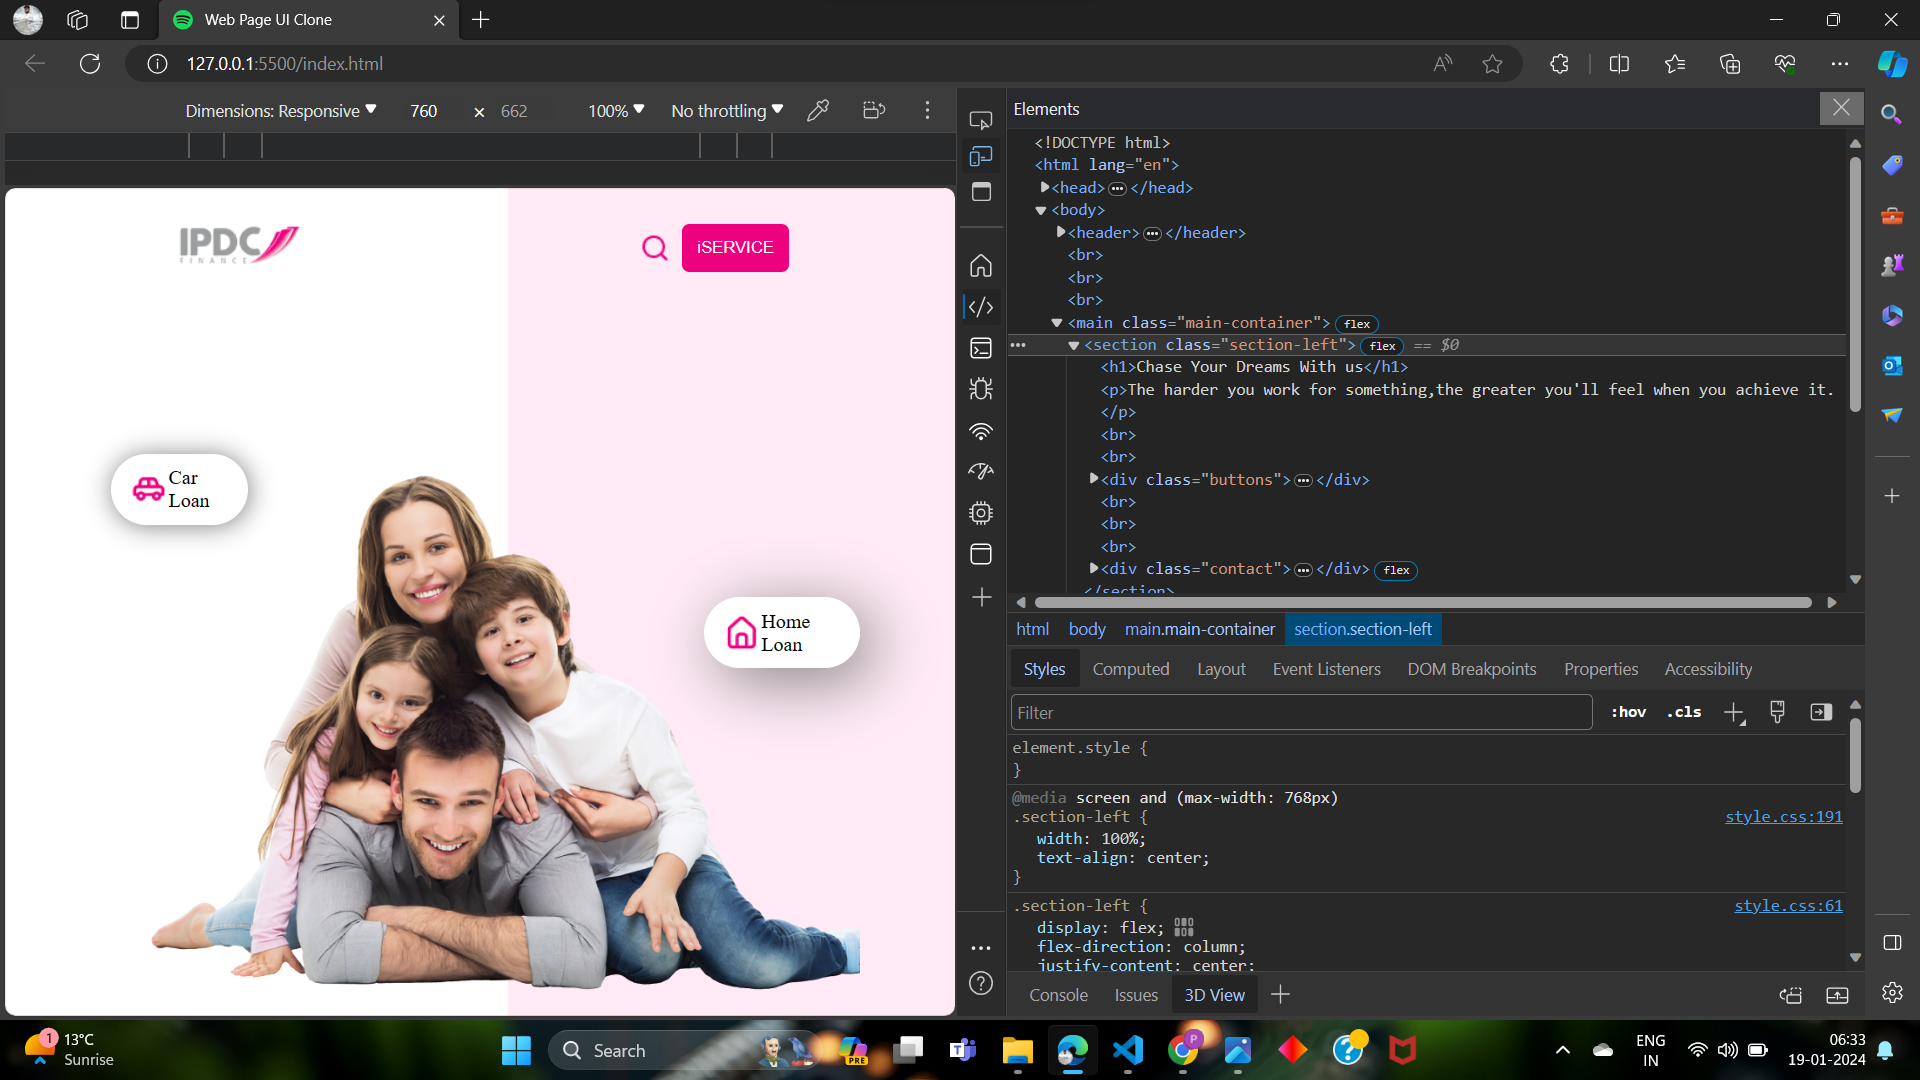 Web Page UI Clone
127.0.0.1:5500/index.html
Dimensions: Responsive 760 × 662 100% No throttling
IPDC
FINANCE
iSERVICE
Car
Loan
Home
Loan
Elements
<!DOCTYPE html>
<html lang="en">
<head> ••• </head>
<body>
<header> ••• </header>
<br>
<br>
<br>
<main class="main-container"> flex
••• <section class="section-left"> flex == $0
<h1>Chase Your Dreams With us</h1>
<p>The harder you work for something,the greater you'll feel when you achieve it.
</p>
<br>
<br>
<div class="buttons"> ••• </div>
<br>
<br>
<br>
<div class="contact"> ••• </div> flex
</section>
html body main.main-container section.section-left
Styles Computed Layout Event Listeners DOM Breakpoints Properties Accessibility
Filter :hov .cls
element.style {
}
@media screen and (max-width: 768px)
.section-left { style.css:191
width: 100%;
text-align: center;
}
.section-left { style.css:61
display: flex;
flex-direction: column;
justify-content: center;
Console Issues 3D View
1
13°C
Sunrise
Search
PRE
P
ENG
IN
06:33
19-01-2024